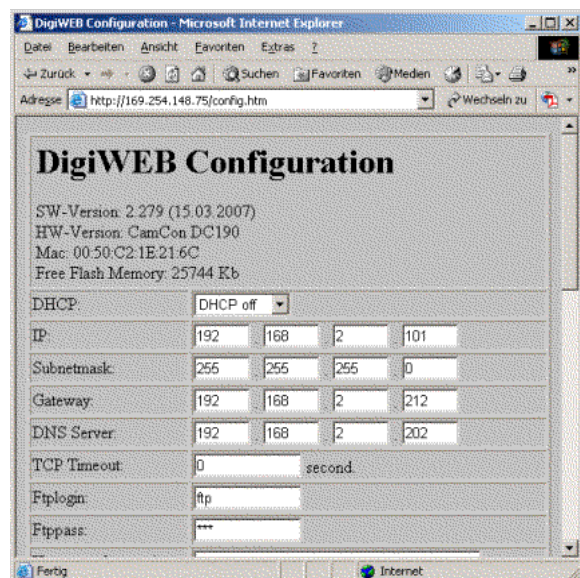 DigiWEB Configuration - Microsoft Internet Explorer
Datei Bearbeiten Ansicht Favoriten Extras ?
Zurück Suchen Favoriten Medien »
Adresse http://169.254.148.75/config.htm Wechseln zu
DigiWEB Configuration
SW-Version: 2.279 (15.03.2007)
HW-Version: CamCon DC190
Mac: 00:50:C2:1E:21:6C
Free Flash Memory: 25744 Kb
DHCP: DHCP off
IP: 192 . 168 . 2 . 101
Subnetmask: 255 . 255 . 255 . 0
Gateway: 192 . 168 . 2 . 212
DNS Server: 192 . 168 . 2 . 202
TCP Timeout: 0 second.
Ftplogin: ftp
Ftppass: ***
Fertig Internet